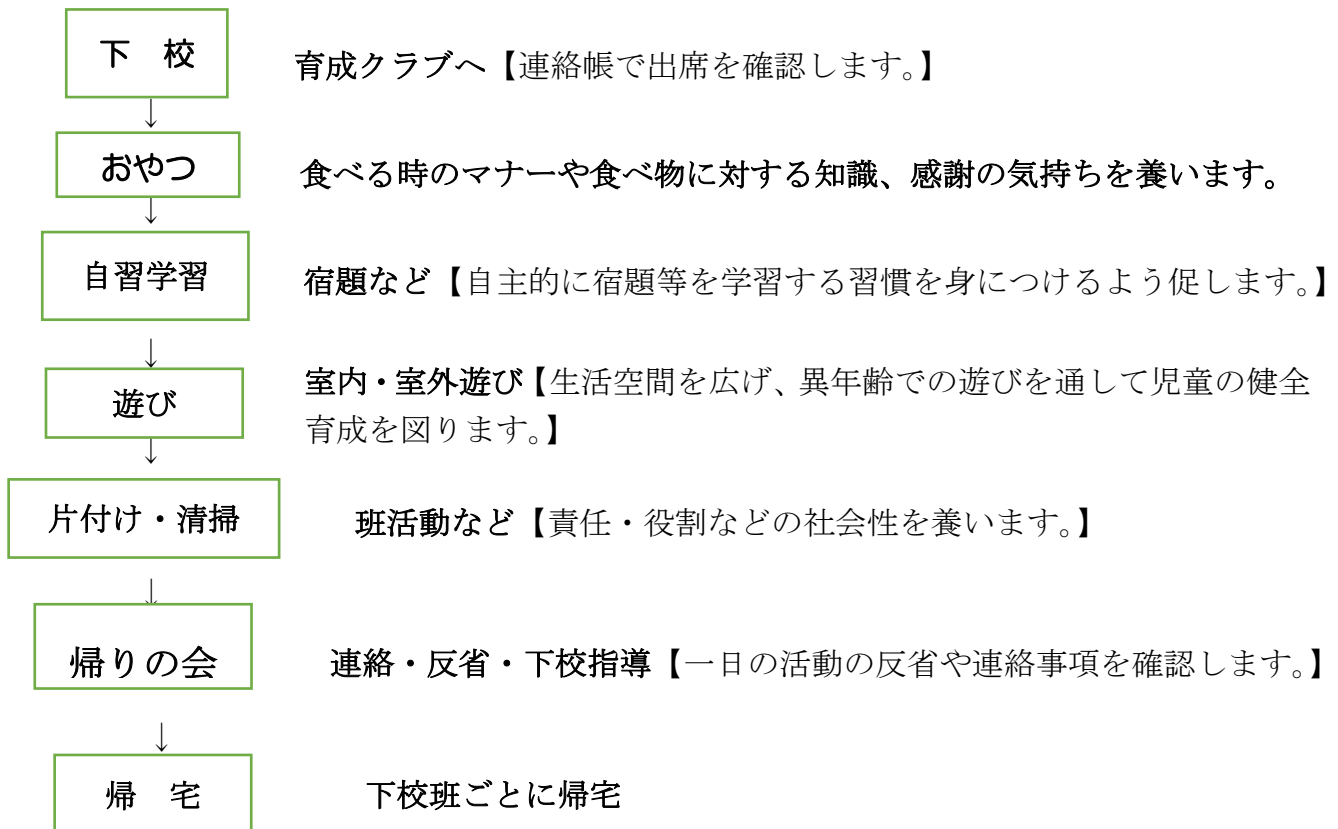 下　校
育成クラブへ【連絡帳で出席を確認します。】
↓
おやつ
食べる時のマナーや食べ物に対する知識、感謝の気持ちを養います。
↓
自習学習
宿題など【自主的に宿題等を学習する習慣を身につけるよう促します。】
↓
遊び
室内・室外遊び【生活空間を広げ、異年齢での遊びを通して児童の健全
育成を図ります。】
↓
片付け・清掃
班活動など【責任・役割などの社会性を養います。】
↓
帰りの会
連絡・反省・下校指導【一日の活動の反省や連絡事項を確認します。】
↓
帰　宅
下校班ごとに帰宅